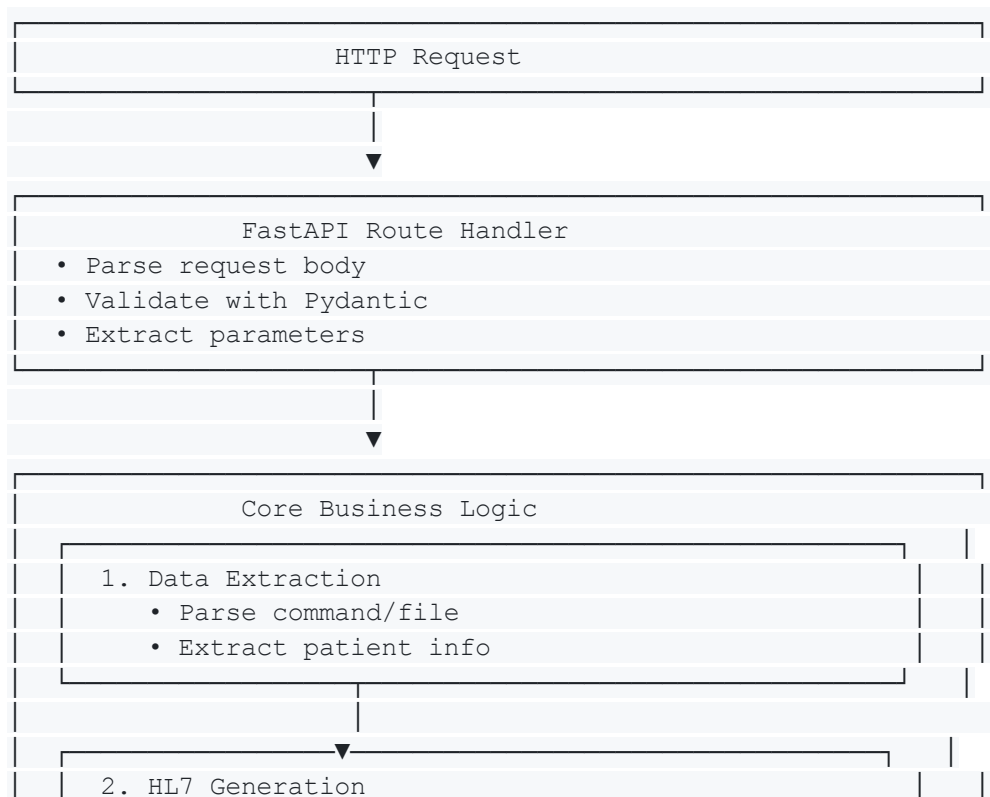 HTTP Request
FastAPI Route Handler
• Parse request body
• Validate with Pydantic
• Extract parameters
Core Business Logic
1. Data Extraction
• Parse command/file
• Extract patient info
2. HL7 Generation